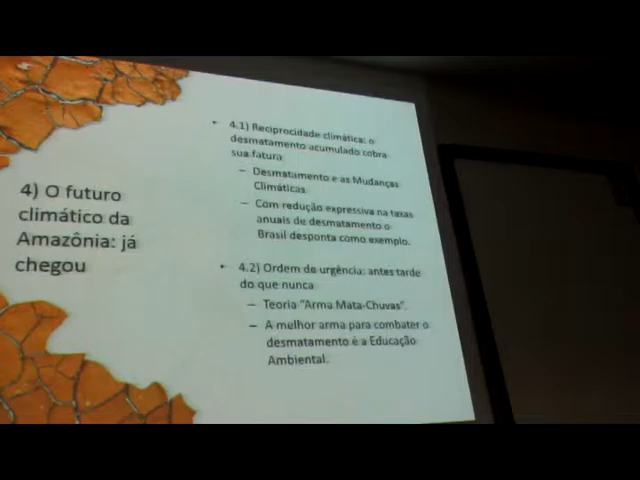 4) O futuro
climático da
Amazônia: já
chegou
• 4.1) Reciprocidade climática: o
desmatamento acumulado cobra
sua fatura
– Desmatamento e as Mudanças
Climáticas.
– Com redução expressiva na taxas
anuais de desmatamento o
Brasil desponta como exemplo.
• 4.2) Ordem de urgência: antes tarde
do que nunca
– Teoria "Arma Mata-Chuvas".
– A melhor arma para combater o
desmatamento é a Educação
Ambiental.